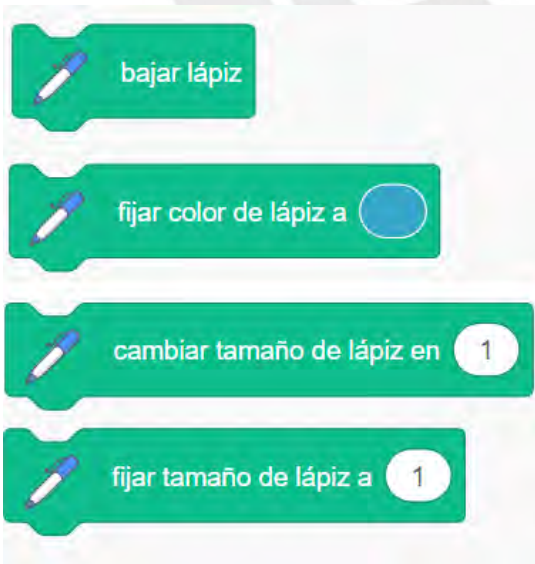 bajar lápiz
fijar color de lápiz a
cambiar tamaño de lápiz en 1
fijar tamaño de lápiz a 1